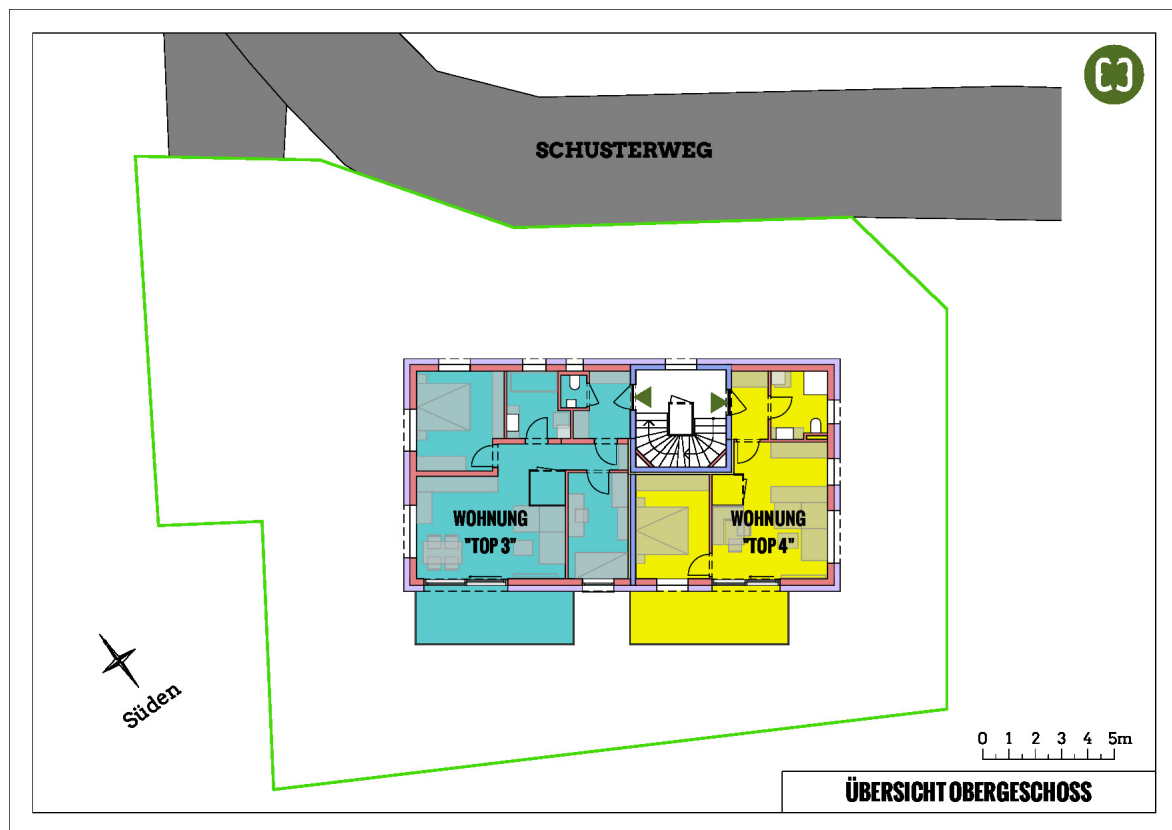 SCHUSTERWEG
WOHNUNG
"TOP 3"
WOHNUNG
"TOP 4"
Süden
0 1 2 3 4 5m
ÜBERSICHT OBERGESCHOSS